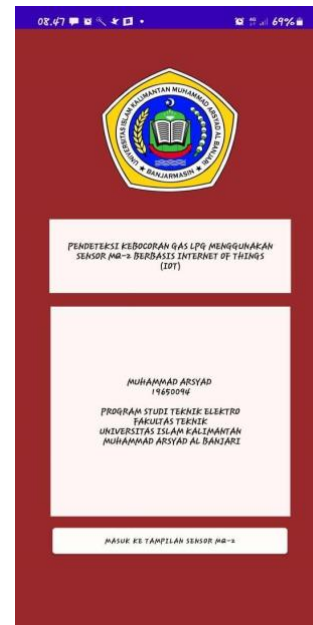 08.47
69%
UNIVERSITAS ISLAM KALIMANTAN MUHAMMAD ARSYAD AL BANJARI
BANJARMASIN
PENDETEKSI KEBOCORAN GAS LPG MENGGUNAKAN
SENSOR MQ-2 BERBASIS INTERNET OF THINGS
(IOT)
MUHAMMAD ARSYAD
19650094
PROGRAM STUDI TEKNIK ELEKTRO
FAKULTAS TEKNIK
UNIVERSITAS ISLAM KALIMANTAN
MUHAMMAD ARSYAD AL BANJARI
MASUK KE TAMPILAN SENSOR MQ-2